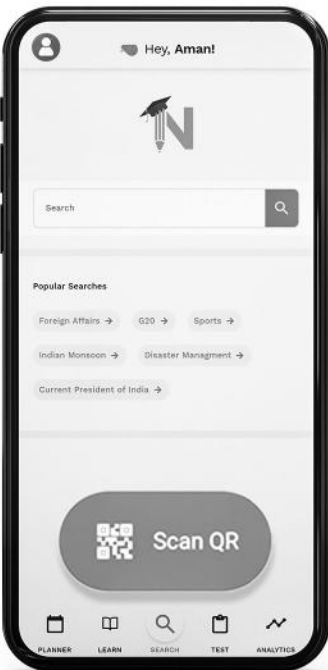 Hey, Aman!
N
Search
Popular Searches
Foreign Affairs →
G20 →
Sports →
Indian Monsoon →
Disaster Managment →
Current President of India →
Scan QR
PLANNER
LEARN
SEARCH
TEST
ANALYTICS